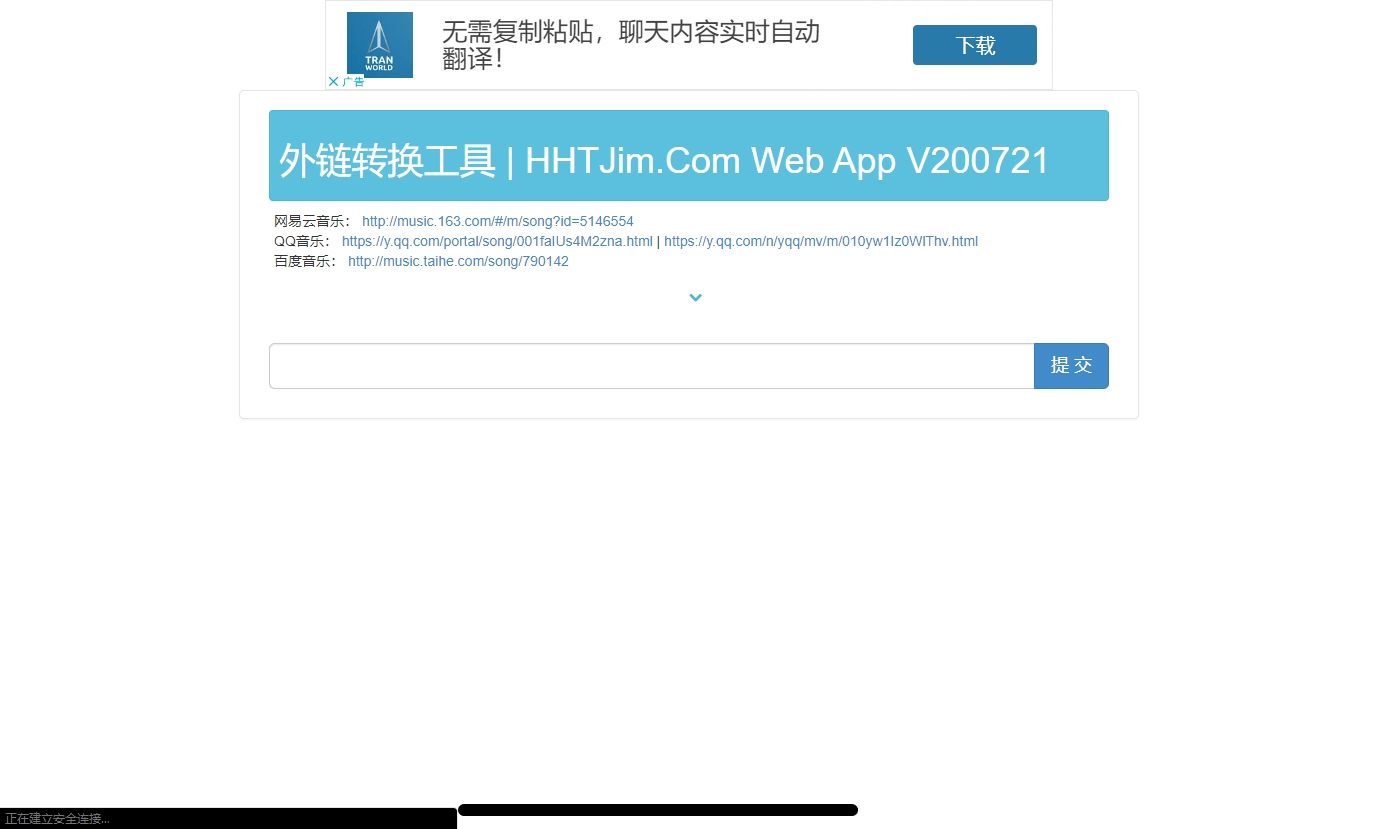 无需复制粘贴，聊天内容实时自动
翻译！
下载
TRAN
WORLD
广告
外链转换工具 | HHTJim.Com Web App V200721
网易云音乐： http://music.163.com/#/m/song?id=5146554
QQ音乐： https://y.qq.com/portal/song/001faIUs4M2zna.html | https://y.qq.com/n/yqq/mv/m/010yw1Iz0WIThv.html
百度音乐： http://music.taihe.com/song/790142
提 交
正在建立安全连接...